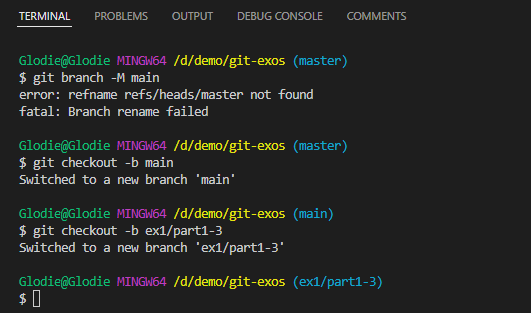 TERMINAL PROBLEMS OUTPUT DEBUG CONSOLE COMMENTS
Glodie@Glodie MINGW64 /d/demo/git-exos (master)
$ git branch -M main
error: refname refs/heads/master not found
fatal: Branch rename failed
Glodie@Glodie MINGW64 /d/demo/git-exos (master)
$ git checkout -b main
Switched to a new branch 'main'
Glodie@Glodie MINGW64 /d/demo/git-exos (main)
$ git checkout -b ex1/part1-3
Switched to a new branch 'ex1/part1-3'
Glodie@Glodie MINGW64 /d/demo/git-exos (ex1/part1-3)
$